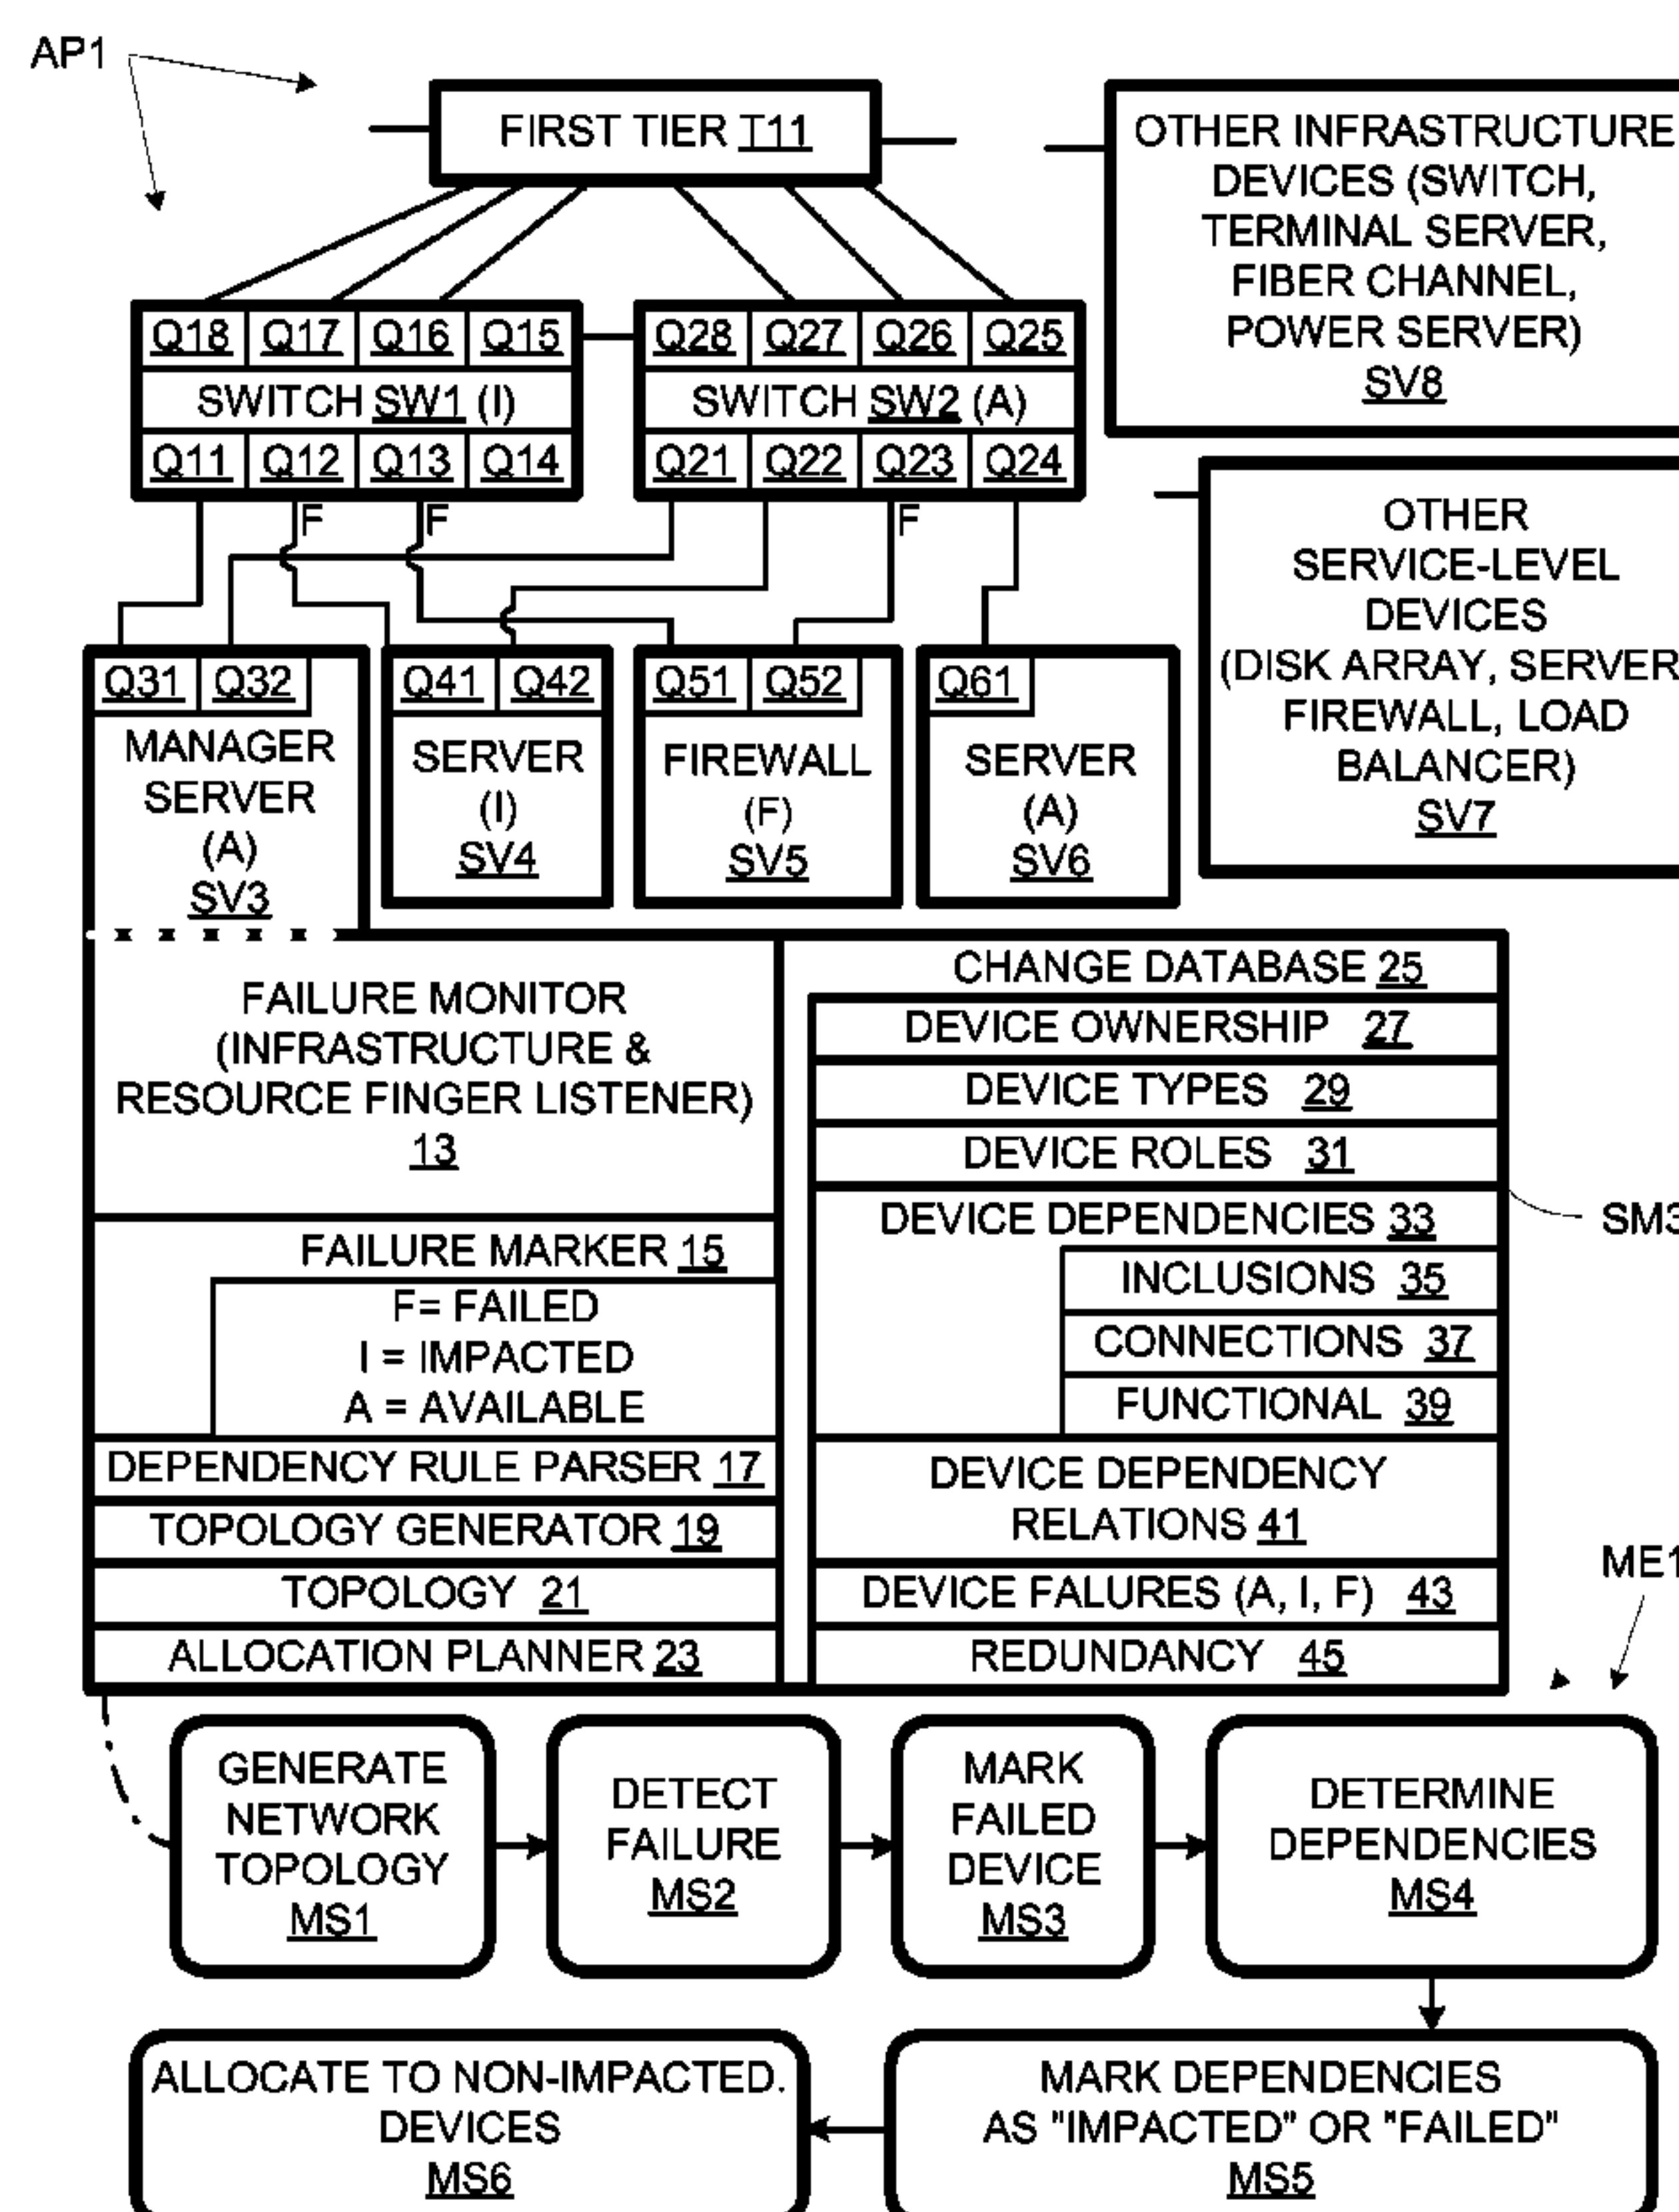 AP1
FIRST TIER T11
OTHER INFRASTRUCTURE
DEVICES (SWITCH,
TERMINAL SERVER,
FIBER CHANNEL,
POWER SERVER)
SV8
Q18 Q17 Q16 Q15
SWITCH SW1 (I)
Q11 Q12 Q13 Q14
Q28 Q27 Q26 Q25
SWITCH SW2 (A)
Q21 Q22 Q23 Q24
F
F
F
OTHER
SERVICE-LEVEL
DEVICES
(DISK ARRAY, SERVER
FIREWALL, LOAD
BALANCER)
SV7
Q31 Q32
MANAGER
SERVER
(A)
SV3
Q41 Q42
SERVER
(I)
SV4
Q51 Q52
FIREWALL
(F)
SV5
Q61
SERVER
(A)
SV6
FAILURE MONITOR
(INFRASTRUCTURE &
RESOURCE FINGER LISTENER)
13
FAILURE MARKER 15
F= FAILED
I = IMPACTED
A = AVAILABLE
DEPENDENCY RULE PARSER 17
TOPOLOGY GENERATOR 19
TOPOLOGY 21
ALLOCATION PLANNER 23
CHANGE DATABASE 25
DEVICE OWNERSHIP 27
DEVICE TYPES 29
DEVICE ROLES 31
DEVICE DEPENDENCIES 33
INCLUSIONS 35
CONNECTIONS 37
FUNCTIONAL 39
DEVICE DEPENDENCY
RELATIONS 41
DEVICE FALURES (A, I, F) 43
REDUNDANCY 45
SM3
ME1
GENERATE
NETWORK
TOPOLOGY
MS1
DETECT
FAILURE
MS2
MARK
FAILED
DEVICE
MS3
DETERMINE
DEPENDENCIES
MS4
MARK DEPENDENCIES
AS "IMPACTED" OR "FAILED"
MS5
ALLOCATE TO NON-IMPACTED.
DEVICES
MS6